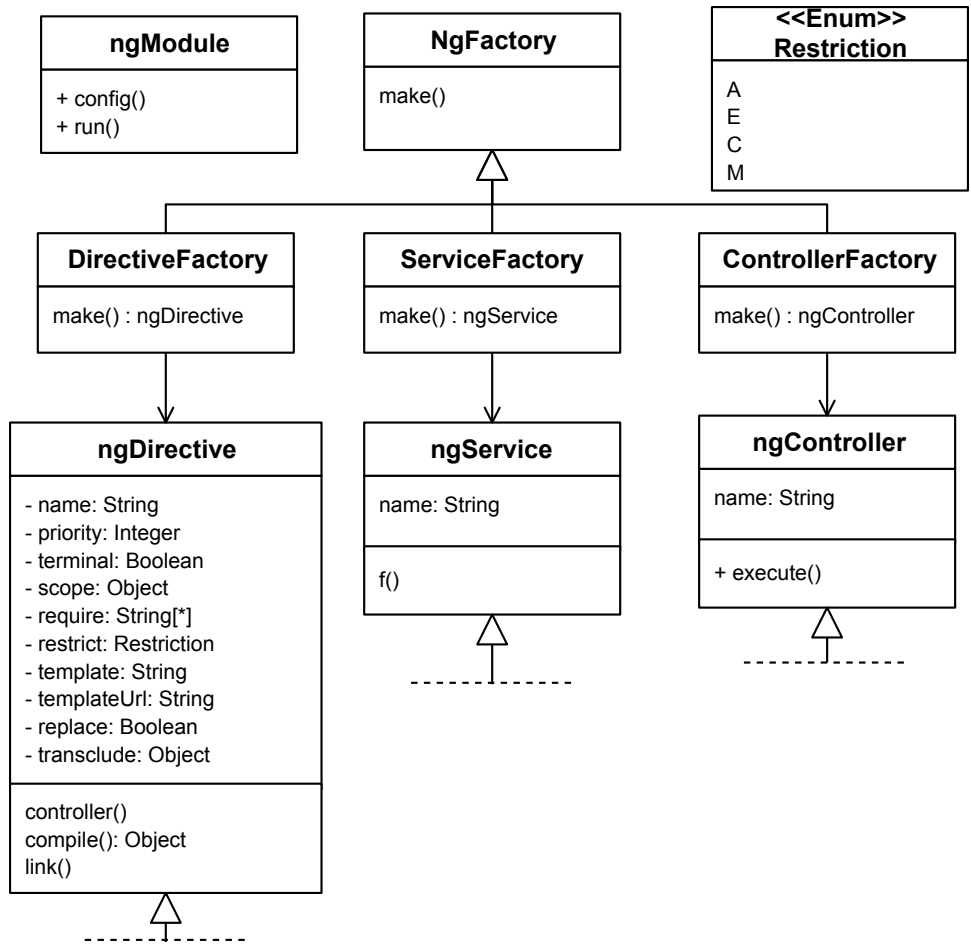 ngModule
+ config()
+ run()
NgFactory
make()
<<Enum>>
Restriction
A
E
C
M
DirectiveFactory
make() : ngDirective
ServiceFactory
make() : ngService
ControllerFactory
make() : ngController
ngDirective
- name: String
- priority: Integer
- terminal: Boolean
- scope: Object
- require: String[*]
- restrict: Restriction
- template: String
- templateUrl: String
- replace: Boolean
- transclude: Object
controller()
compile(): Object
link()
ngService
name: String
f()
ngController
name: String
+ execute()